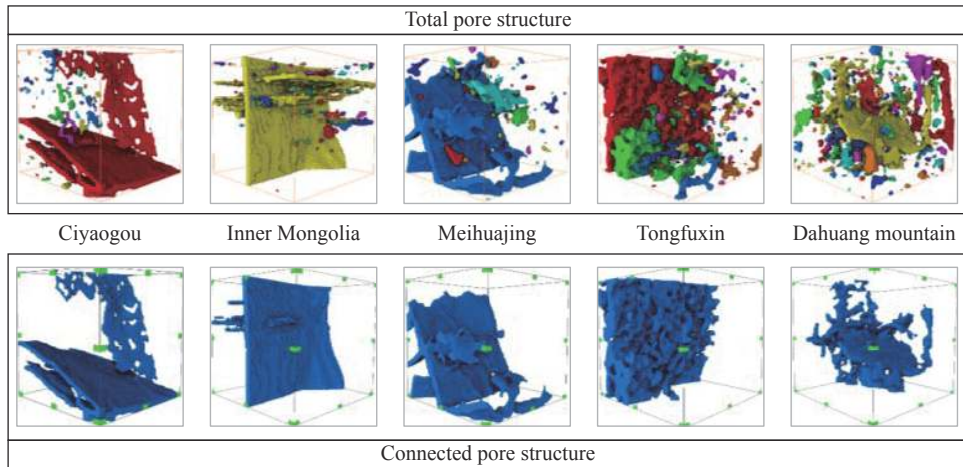 Total pore structure
Ciyaogou Inner Mongolia Meihuajing Tongfuxin Dahuang mountain
Connected pore structure